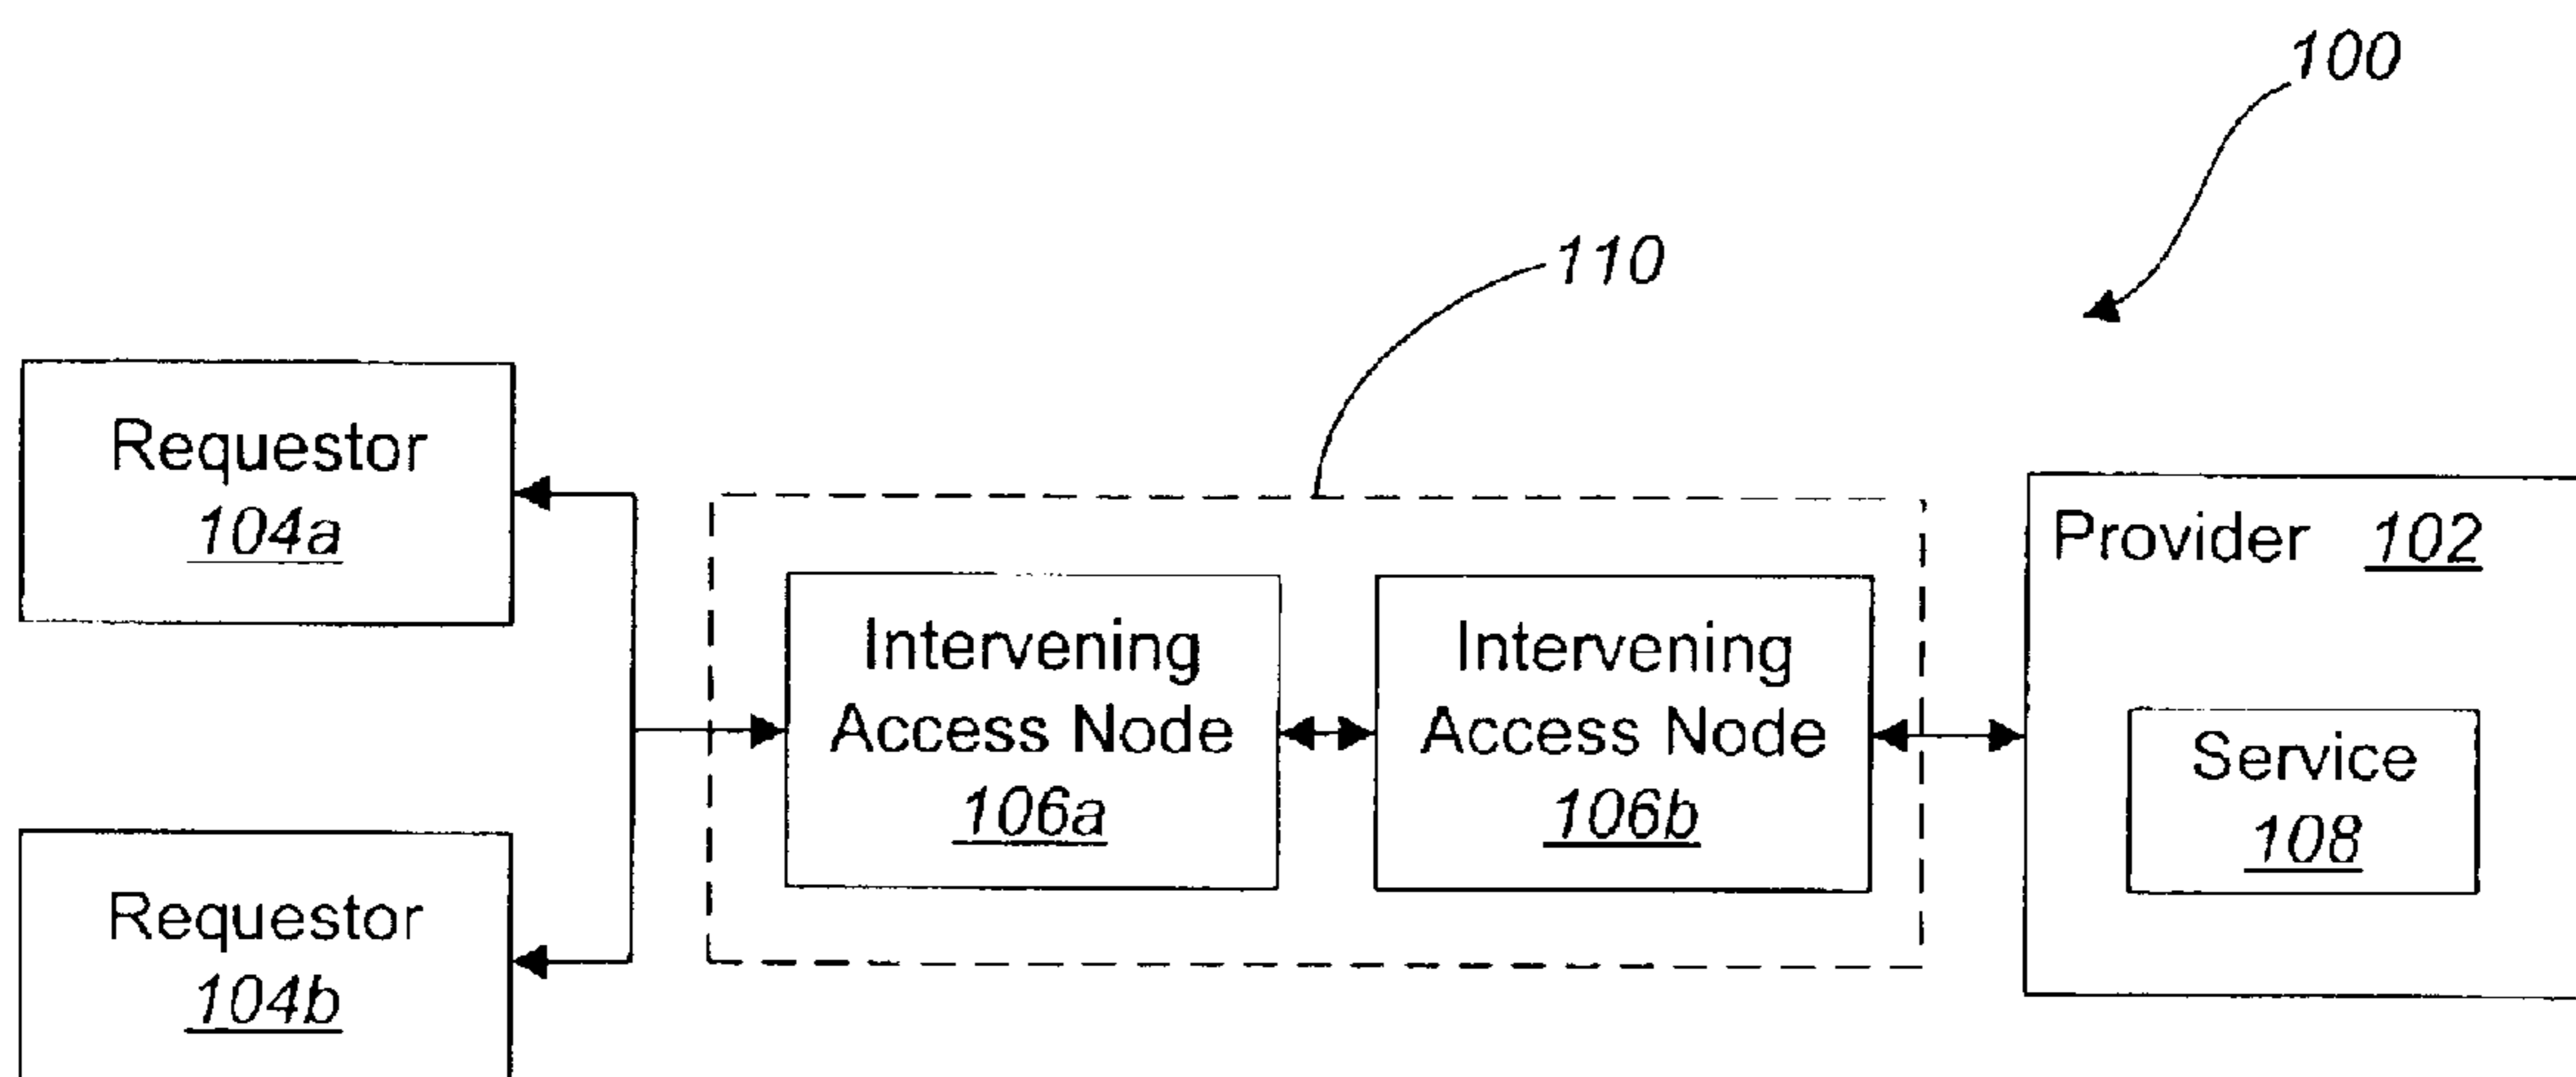 100
110
Requestor
104a
Intervening
Access Node
106a
Intervening
Access Node
106b
Provider 102
Service
108
Requestor
104b